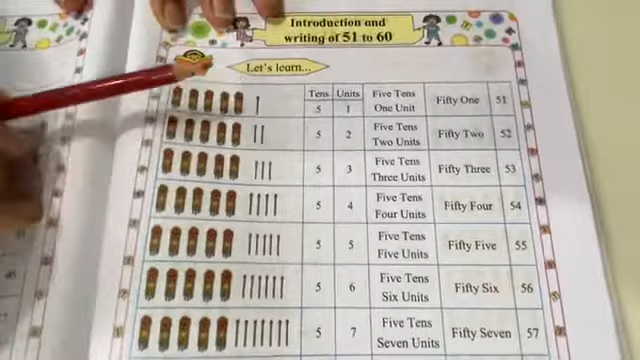 Introduction and
writing of 51 to 60
Let's learn...
Tens Units
5 1 Five Tens One Unit Fifty One 51
5 2 Five Tens Two Units Fifty Two 52
5 3 Five Tens Three Units Fifty Three 53
5 4 Five Tens Four Units Fifty Four 54
5 5 Five Tens Five Units Fifty Five 55
5 6 Five Tens Six Units Fifty Six 56
5 7 Five Tens Seven Units Fifty Seven 57